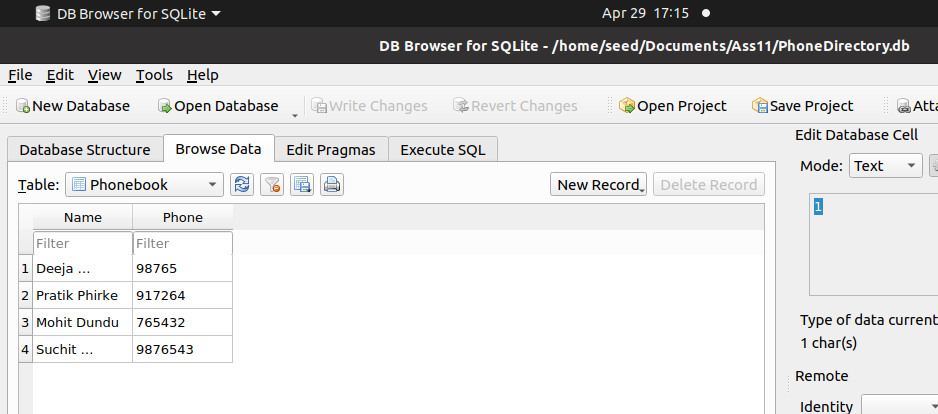 DB Browser for SQLite
Apr 29 17:15
DB Browser for SQLite - /home/seed/Documents/Ass11/PhoneDirectory.db
File Edit View Tools Help
New Database Open Database Write Changes Revert Changes Open Project Save Project Atta
Database Structure Browse Data Edit Pragmas Execute SQL
Table: Phonebook New Record Delete Record
Name Phone
Filter Filter
1 Deeja ... 98765
2 Pratik Phirke 917264
3 Mohit Dundu 765432
4 Suchit ... 9876543
Edit Database Cell
Mode: Text
1
Type of data current
1 char(s)
Remote
Identity